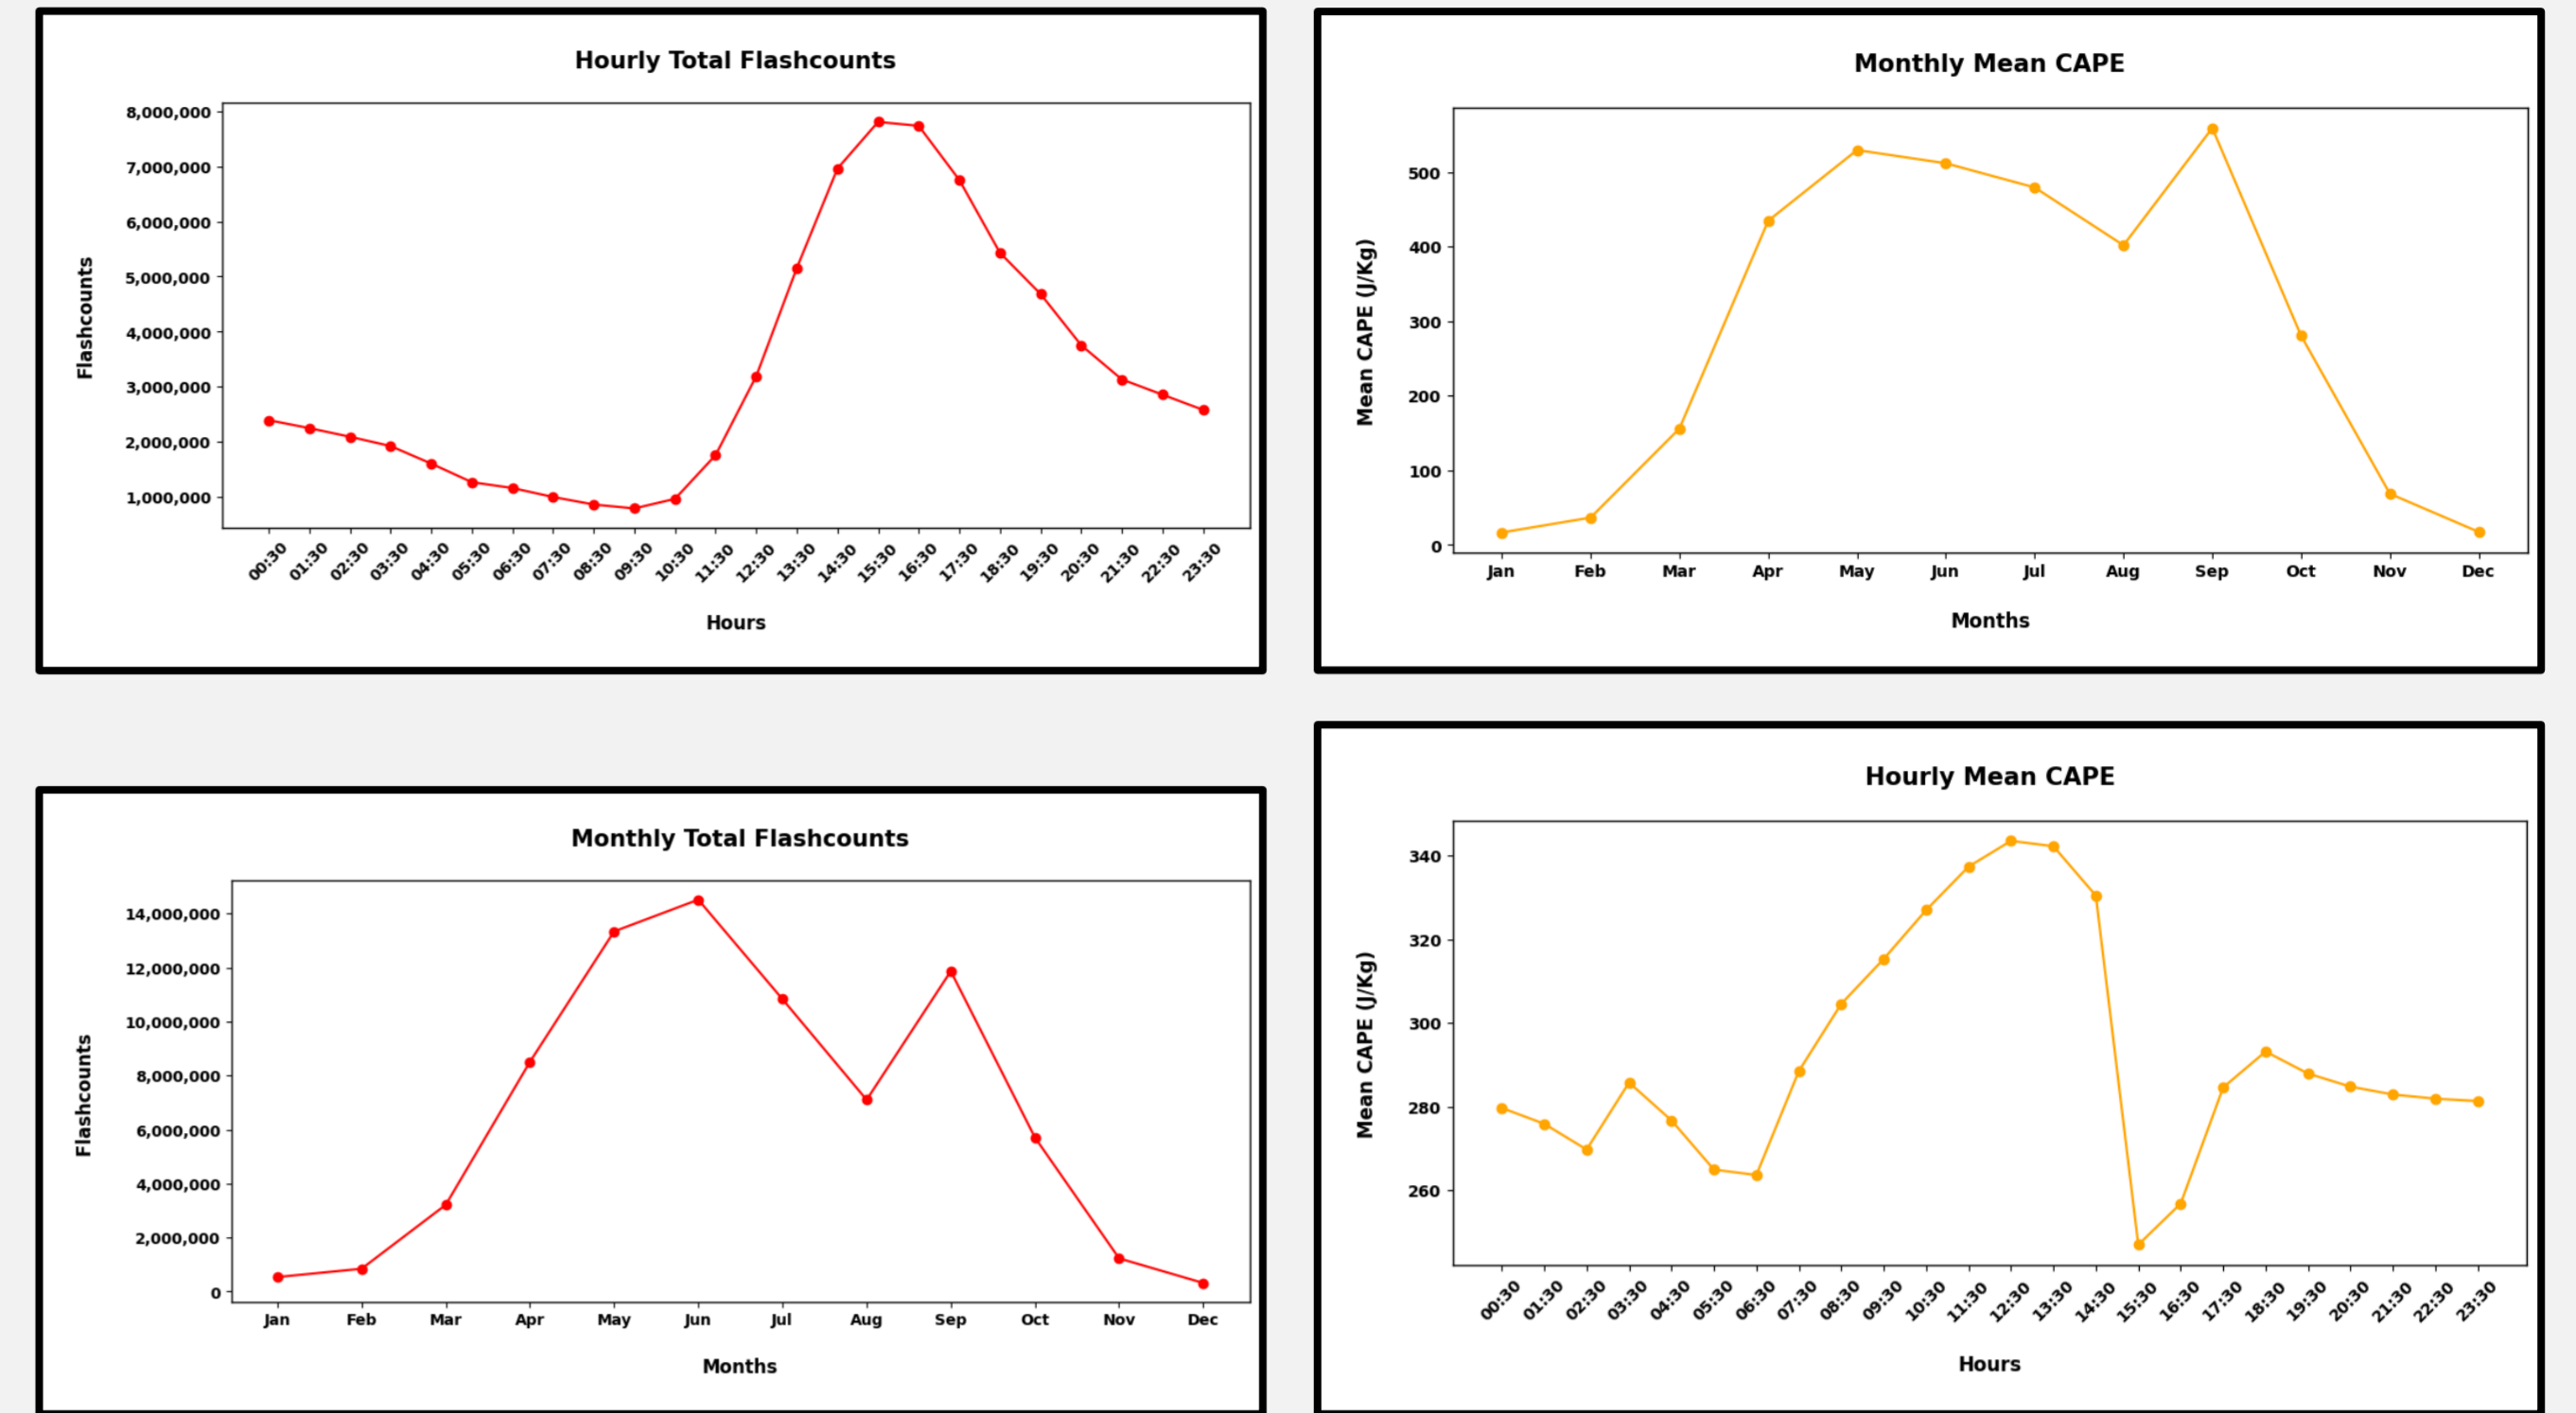 Hourly Total Flashcounts
8,000,000
7,000,000
6,000,000
5,000,000
4,000,000
3,000,000
2,000,000
1,000,000
Flashcounts
00:30 01:30 02:30 03:30 04:30 05:30 06:30 07:30 08:30 09:30 10:30 11:30 12:30 13:30 14:30 15:30 16:30 17:30 18:30 19:30 20:30 21:30 22:30 23:30
Hours
Monthly Mean CAPE
500
400
300
200
100
0
Mean CAPE (J/Kg)
Jan Feb Mar Apr May Jun Jul Aug Sep Oct Nov Dec
Months
Monthly Total Flashcounts
14,000,000
12,000,000
10,000,000
8,000,000
6,000,000
4,000,000
2,000,000
0
Flashcounts
Jan Feb Mar Apr May Jun Jul Aug Sep Oct Nov Dec
Months
Hourly Mean CAPE
340
320
300
280
260
Mean CAPE (J/Kg)
00:30 01:30 02:30 03:30 04:30 05:30 06:30 07:30 08:30 09:30 10:30 11:30 12:30 13:30 14:30 15:30 16:30 17:30 18:30 19:30 20:30 21:30 22:30 23:30
Hours